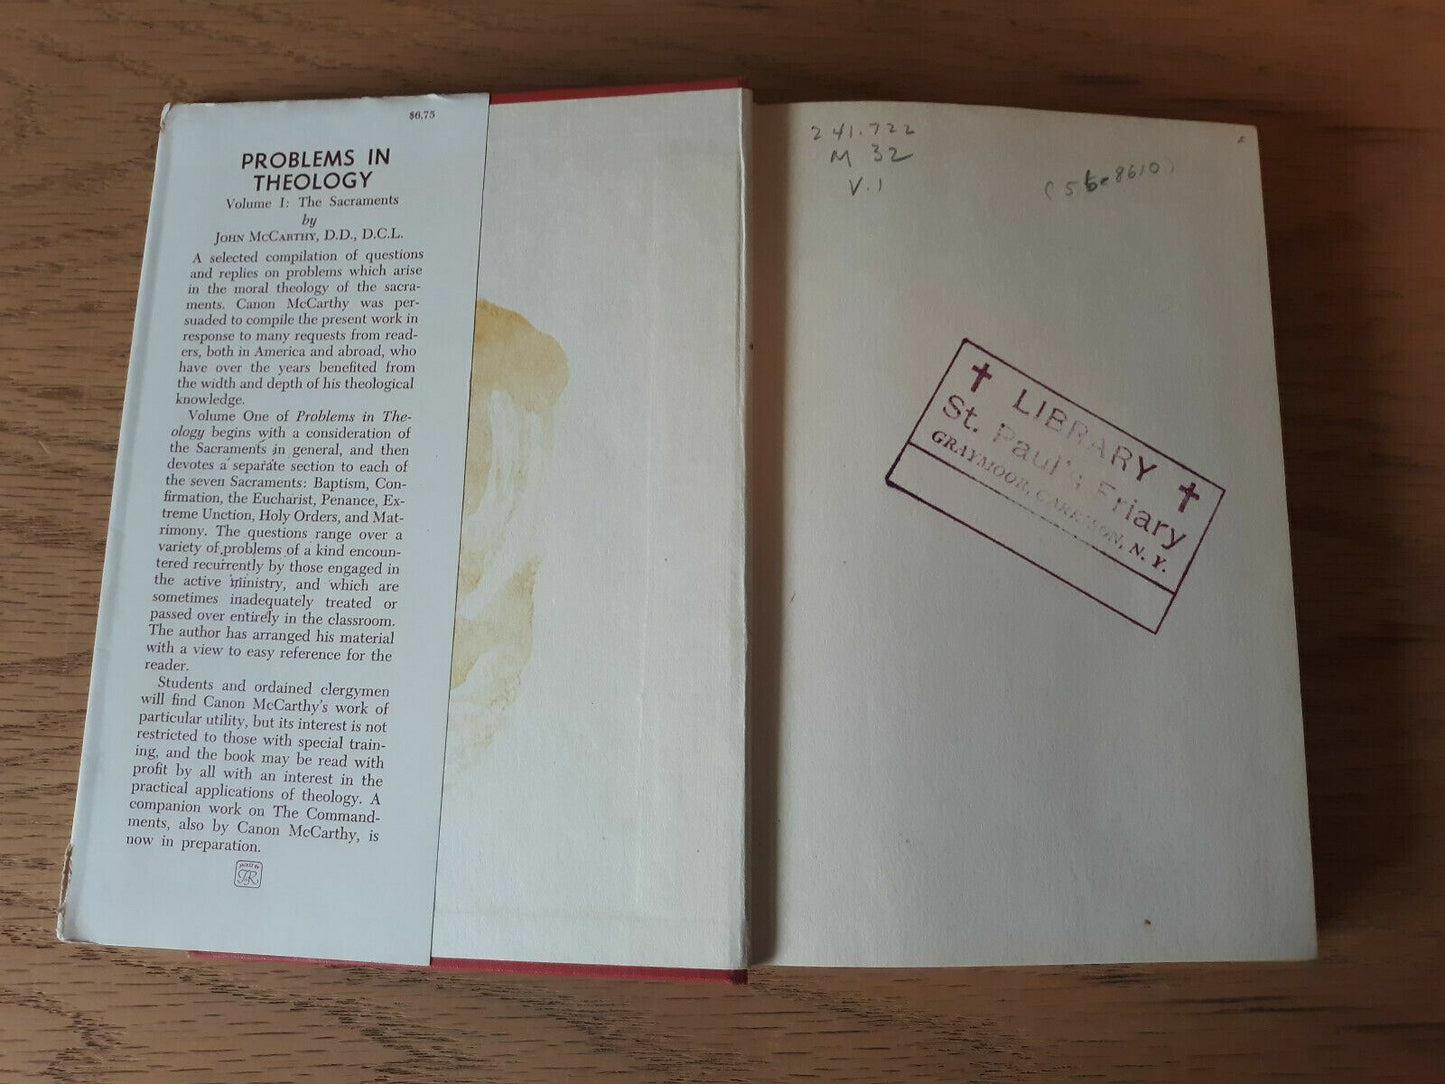 $6.75
PROBLEMS IN
THEOLOGY
Volume I: The Sacraments
by
JOHN MCCARTHY, D.D., D.C.L.
A selected compilation of questions
and replies on problems which arise
in the moral theology of the sacra-
ments. Canon McCarthy was per-
suaded to compile the present work in
response to many requests from read-
ers, both in America and abroad, who
have over the years benefited from
the width and depth of his theological
knowledge.
Volume One of Problems in The-
ology begins with a consideration of
the Sacraments in general, and then
devotes a separate section to each of
the seven Sacraments: Baptism, Con-
firmation, the Eucharist, Penance, Ex-
treme Unction, Holy Orders, and Mat-
rimony. The questions range over a
variety of problems of a kind encoun-
tered recurrently by those engaged in
the active ministry, and which are
sometimes inadequately treated or
passed over entirely in the classroom.
The author has arranged his material
with a view to easy reference for the
reader.
Students and ordained clergymen
will find Canon McCarthy's work of
particular utility, but its interest is not
restricted to those with special train-
ing, and the book may be read with
profit by all with an interest in the
practical applications of theology. A
companion work on The Command-
ments, also by Canon McCarthy, is
now in preparation.
241.722
M 32
V.1
LIBRARY
St. Paul's Friary
GRAYMOOR, GARRISON, N. Y.